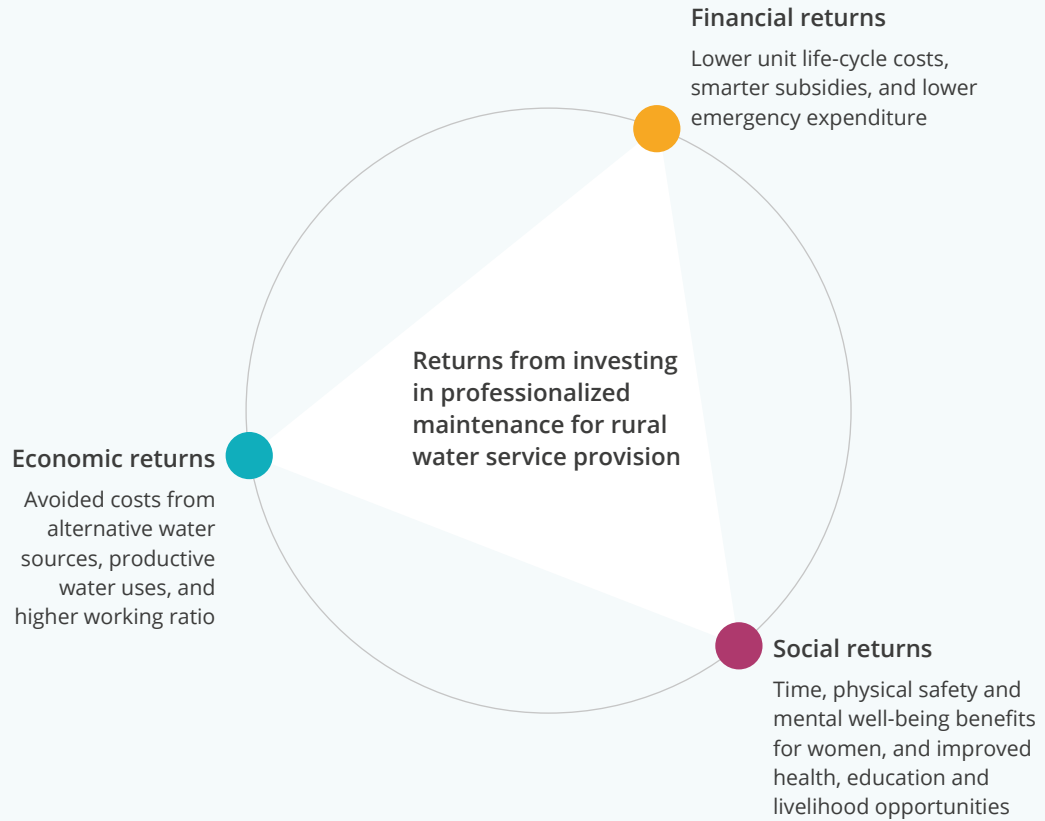 Financial returns
Lower unit life-cycle costs,
smarter subsidies, and lower
emergency expenditure
Returns from investing
in professionalized
maintenance for rural
water service provision
Economic returns
Avoided costs from
alternative water
sources, productive
water uses, and
higher working ratio
Social returns
Time, physical safety and
mental well-being benefits
for women, and improved
health, education and
livelihood opportunities